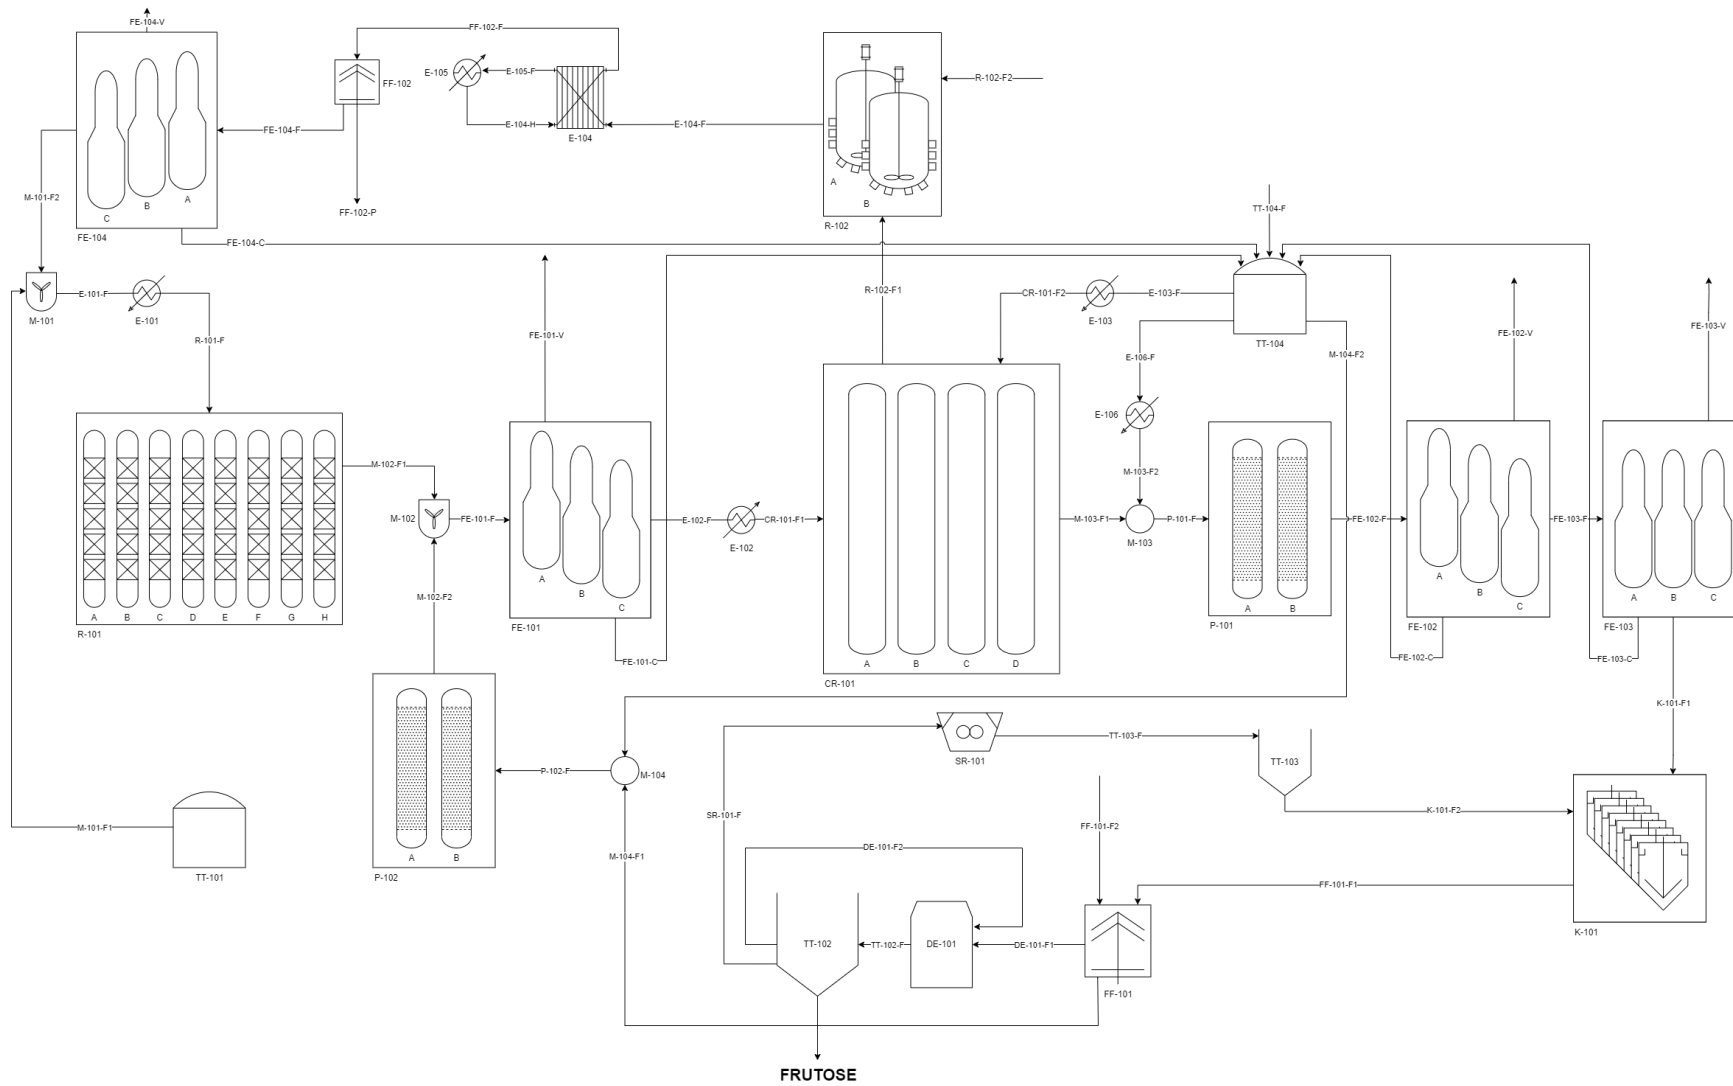 FE-104-V
FF-102-F
E-105
E-105-F
FF-102
R-102-F2
E-104-H
E-104
FE-104-F
E-104-F
A
B
C
A
B
M-101-F2
FF-102-P
TT-104-F
FE-104
R-102
FE-104-C
M-101
E-101-F
E-101
R-102-F1
CR-101-F2
E-103-F
E-103
TT-104
FE-101-V
FE-102-V
FE-103-V
R-101-F
M-104-F2
E-106-F
E-106
M-102-F1
M-103-F2
M-102
FE-101-F
E-102-F
CR-101-F1
E-102
M-103-F1
M-103
P-101-F
FE-102-F
FE-103-F
A
B
C
A
B
C
A
B
C
M-102-F2
A
B
C
D
E
F
G
H
A
B
R-101
FE-101
P-101
FE-102
FE-103
FE-101-C
A
B
C
D
FE-102-C
FE-103-C
CR-101
K-101-F1
SR-101
TT-103-F
TT-103
P-102-F
M-104
SR-101-F
K-101-F2
M-101-F1
FF-101-F2
DE-101-F2
M-104-F1
A
B
TT-101
P-102
FF-101-F1
K-101
TT-102
TT-102-F
DE-101
DE-101-F1
FF-101
FRUTOSE